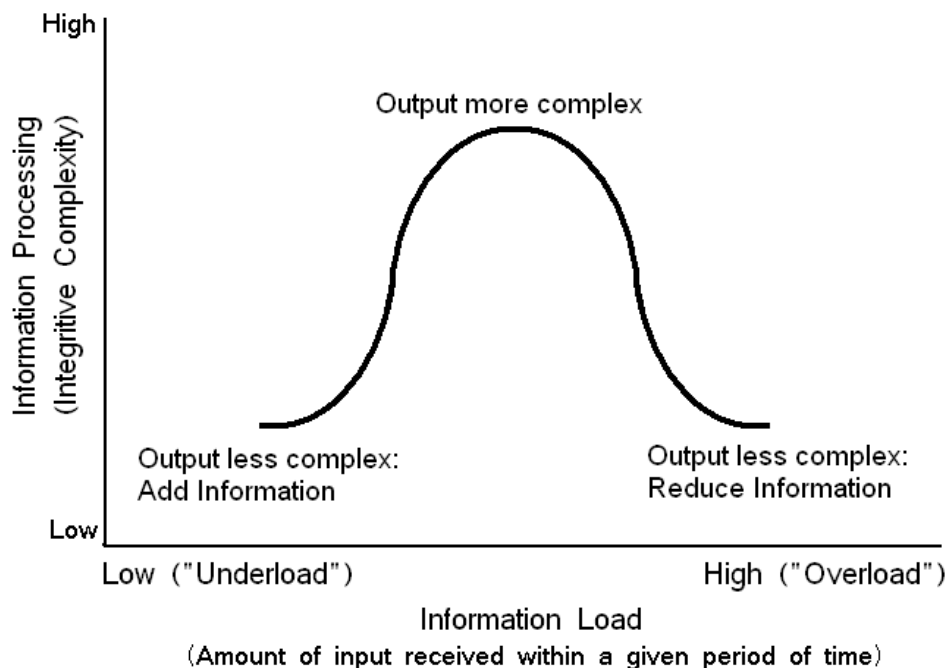 High
Output more complex
Information Processing
(Integritive Complexity)
Output less complex:
Add Information
Output less complex:
Reduce Information
Low
Low ("Underload")
High ("Overload")
Information Load
(Amount of input received within a given period of time)